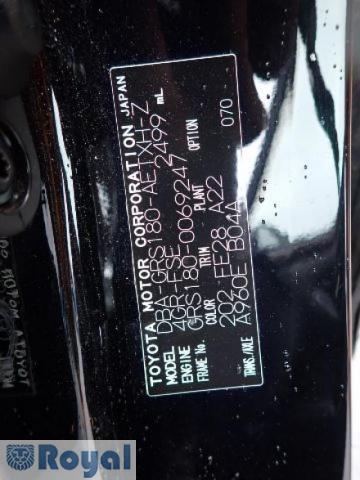 TOYOTA MOTOR CORPORATION JAPAN
MODEL DBA-GRS180-AETXH-Z
ENGINE 4GR-FSE 2499 mL
FRAME No. GRS180-0069247
COLOR TRIM PLANT OPTION
202 FE28 A22 070
TRANS./AXLE A960E B04A
Royal